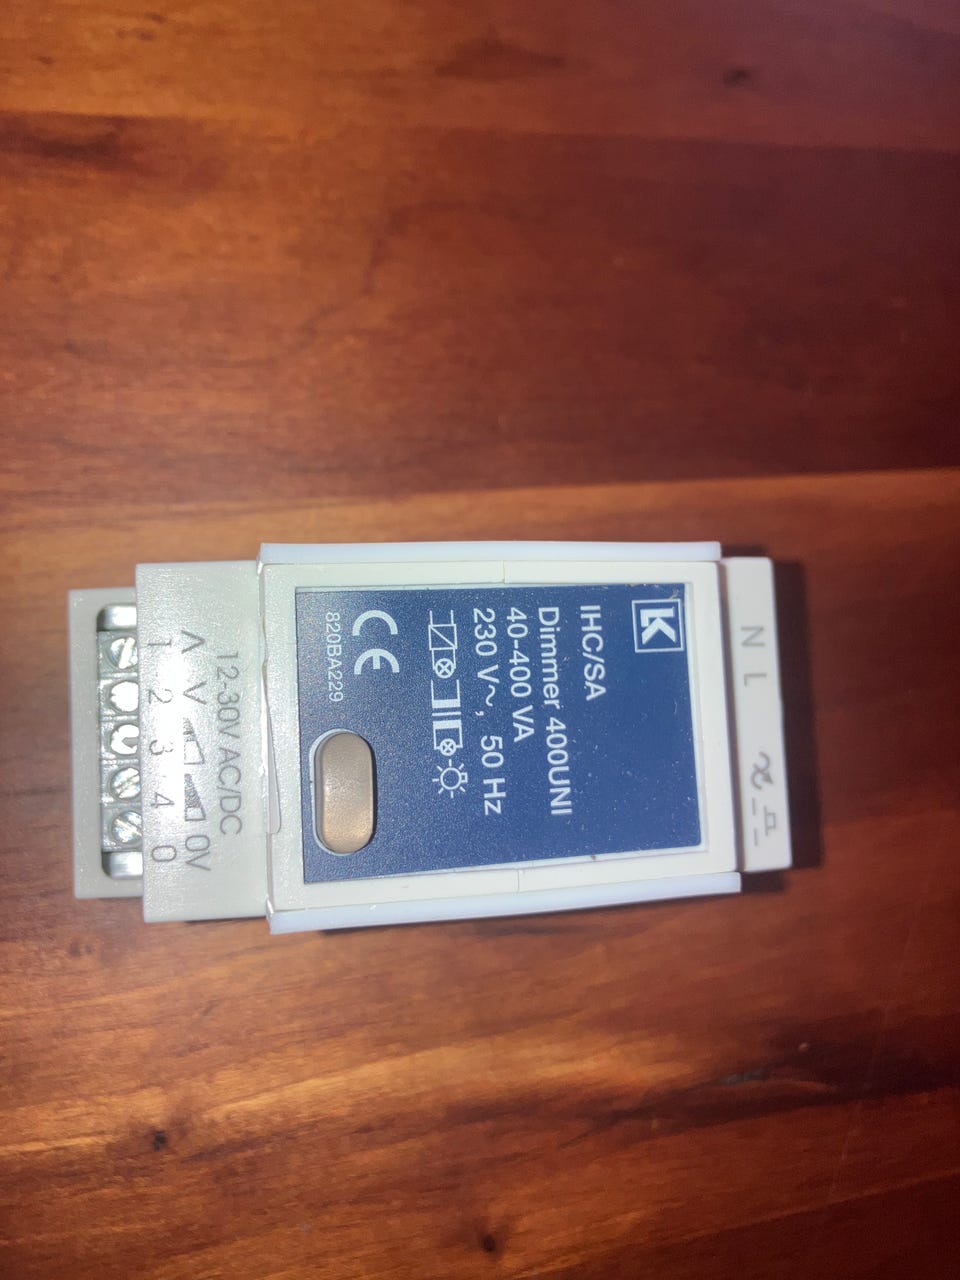 N L
LK
IHC/SA
Dimmer 400UNI
40-400 VA
230 V~, 50 Hz
CE
820BA229
12-30V AC/DC
0V
1 2 3 4 0